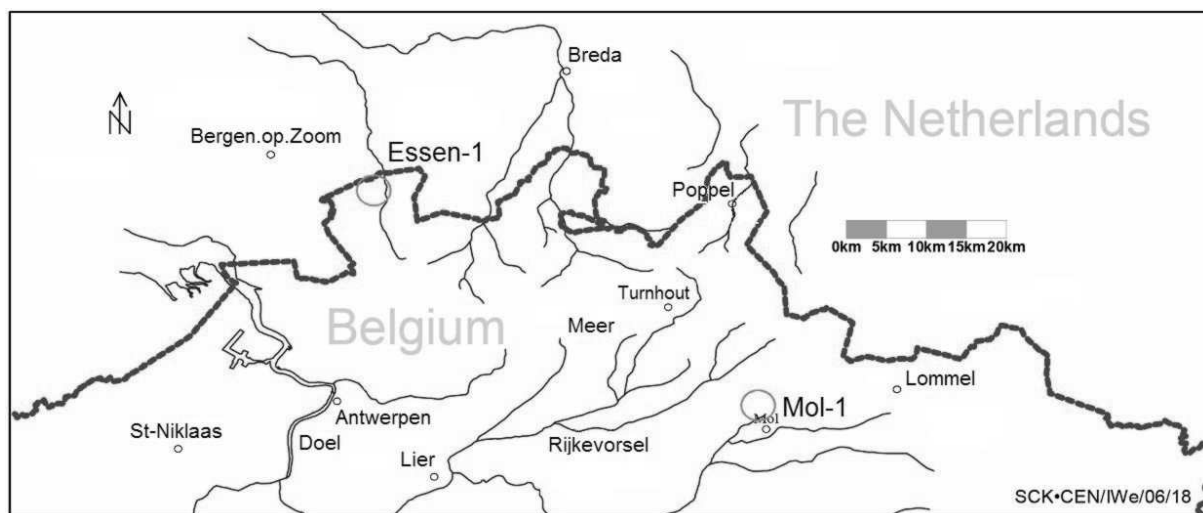 Breda
The Netherlands
N
Bergen.op.Zoom
Essen-1
Poppel
0km 5km 10km 15km 20km
Turnhout
Belgium
Meer
Lommel
Antwerpen
Mol-1
Mol
St-Niklaas
Doel
Rijkevorsel
Lier
SCK•CEN/IWe/06/18